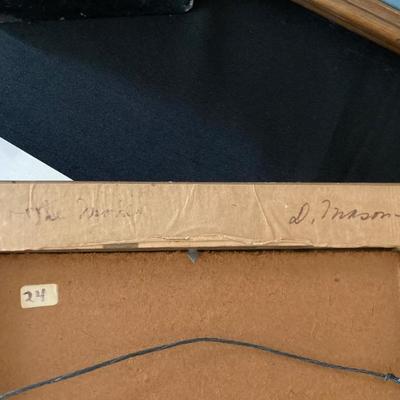 The D. Mason
24